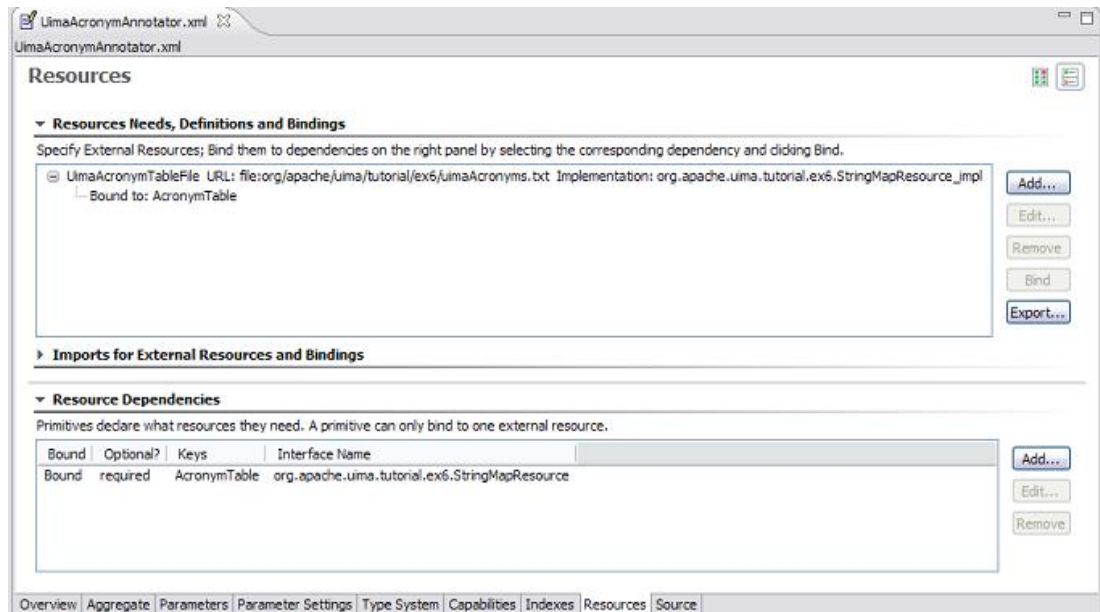 UimaAcronymAnnotator.xml
UimaAcronymAnnotator.xml
Resources
Resources Needs, Definitions and Bindings
Specify External Resources; Bind them to dependencies on the right panel by selecting the corresponding dependency and clicking Bind.
UimaAcronymTableFile URL: file:org/apache/uima/tutorial/ex6/uimaAcronyms.txt Implementation: org.apache.uima.tutorial.ex6.StringMapResource_impl
Bound to: AcronymTable
Add...
Edit...
Remove
Bind
Export...
Imports for External Resources and Bindings
Resource Dependencies
Primitives declare what resources they need. A primitive can only bind to one external resource.
Bound Optional? Keys Interface Name
Bound required AcronymTable org.apache.uima.tutorial.ex6.StringMapResource
Add...
Edit...
Remove
Overview Aggregate Parameters Parameter Settings Type System Capabilities Indexes Resources Source